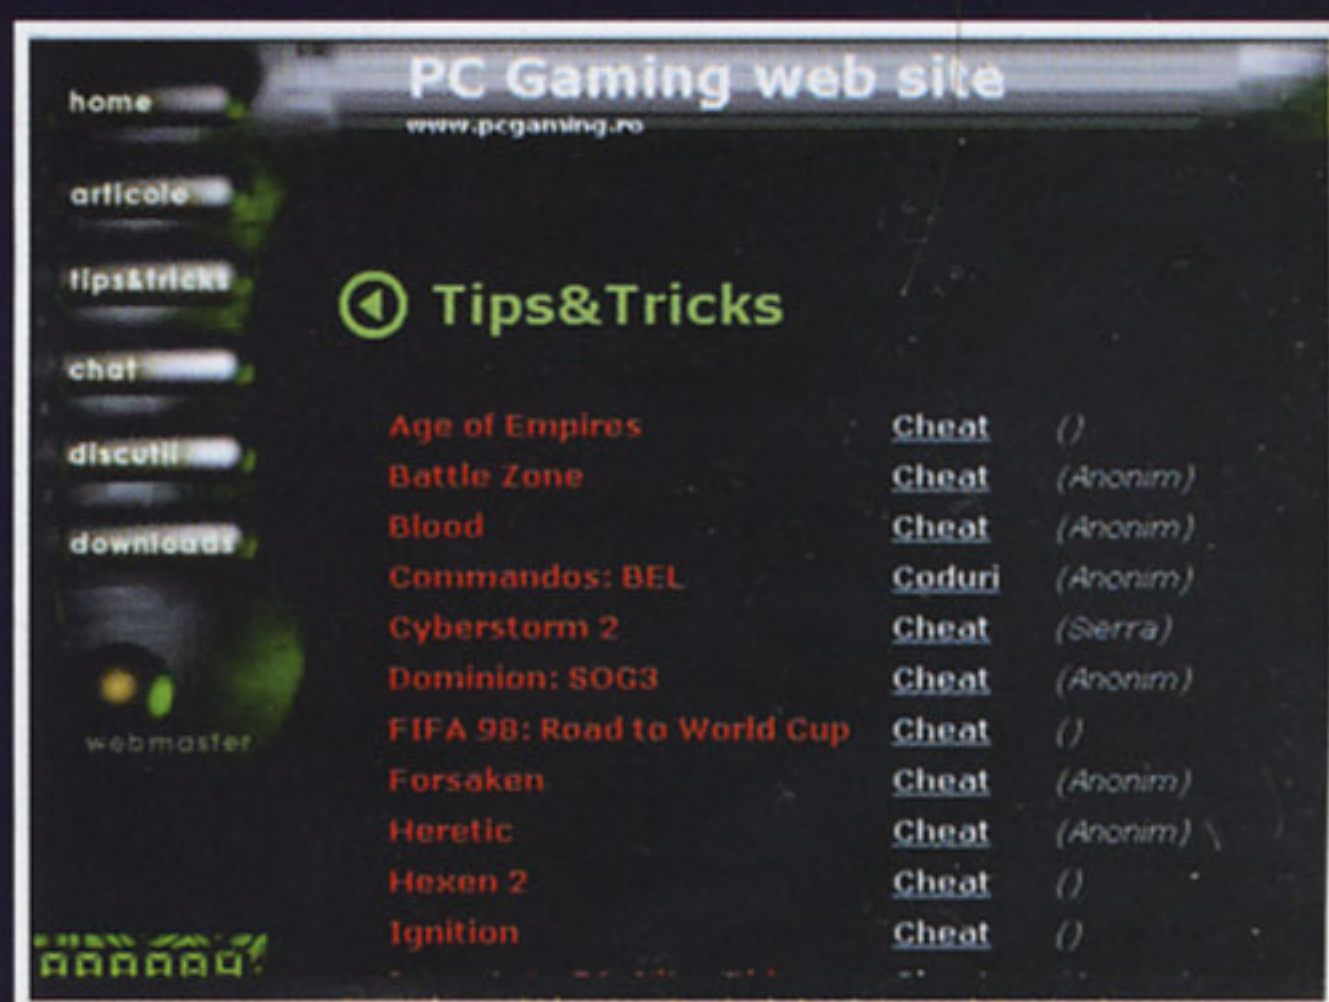 PC Gaming web site
www.pcgaming.ro
home
articole
tips&tricks
chat
discutii
downloads
webmaster
Tips&Tricks
Age of Empires Cheat ()
Battle Zone Cheat (Anonim)
Blood Cheat (Anonim)
Commandos: BEL Coduri (Anonim)
Cyberstorm 2 Cheat (Sierra)
Dominion: SOG3 Cheat (Anonim)
FIFA 98: Road to World Cup Cheat ()
Forsaken Cheat (Anonim)
Heretic Cheat (Anonim)
Hexen 2 Cheat ()
Ignition Cheat ()